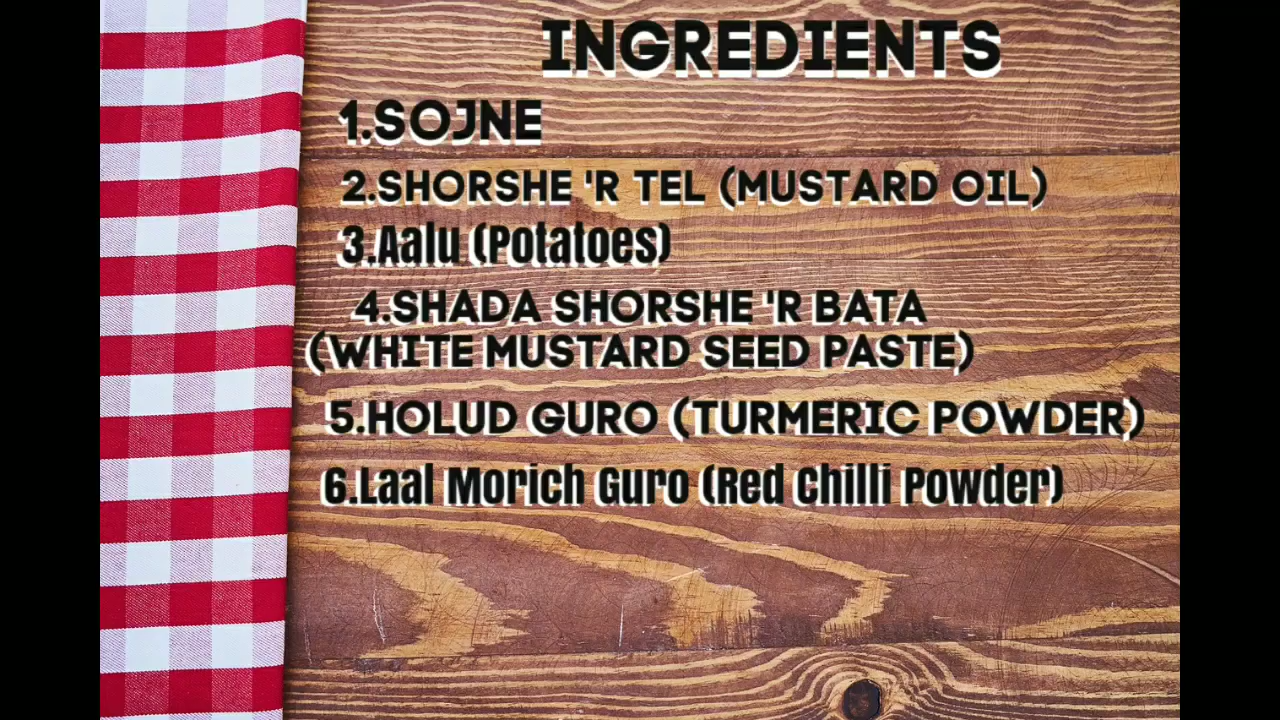 INGREDIENTS
1.SOJNE
2.SHORSHE 'R TEL (MUSTARD OIL)
3.Aalu (Potatoes)
4.SHADA SHORSHE 'R BATA
(WHITE MUSTARD SEED PASTE)
5.HOLUD GURO (TURMERIC POWDER)
6.Laal Morich Guro (Red Chilli Powder)